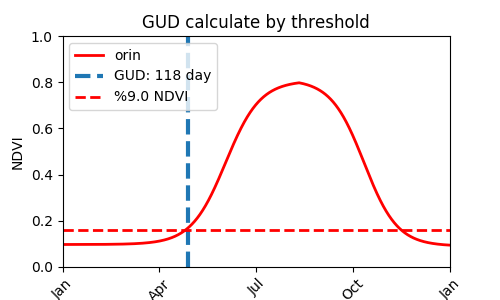 GUD calculate by threshold
orin
GUD: 118 day
%9.0 NDVI
NDVI
1.0
0.8
0.6
0.4
0.2
0.0
Jan
Apr
Jul
Oct
Jan